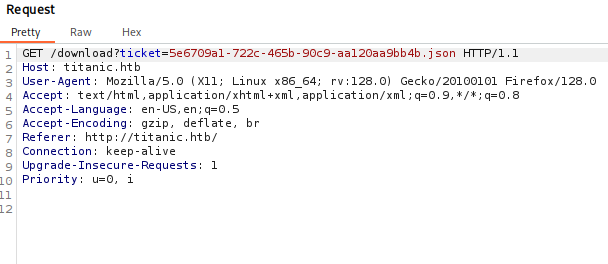 Request
Pretty Raw Hex
1 GET /download?ticket=5e6709a1-722c-465b-90c9-aa120aa9bb4b.json HTTP/1.1
2 Host: titanic.htb
3 User-Agent: Mozilla/5.0 (X11; Linux x86_64; rv:128.0) Gecko/20100101 Firefox/128.0
4 Accept: text/html,application/xhtml+xml,application/xml;q=0.9,*/*;q=0.8
5 Accept-Language: en-US,en;q=0.5
6 Accept-Encoding: gzip, deflate, br
7 Referer: http://titanic.htb/
8 Connection: keep-alive
9 Upgrade-Insecure-Requests: 1
10 Priority: u=0, i
11
12